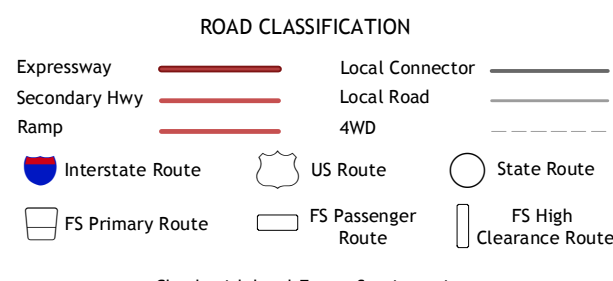 ROAD CLASSIFICATION
Expressway
Local Connector
Secondary Hwy
Local Road
Ramp
4WD
Interstate Route
US Route
State Route
FS Primary Route
FS Passenger
Route
FS High
Clearance Route